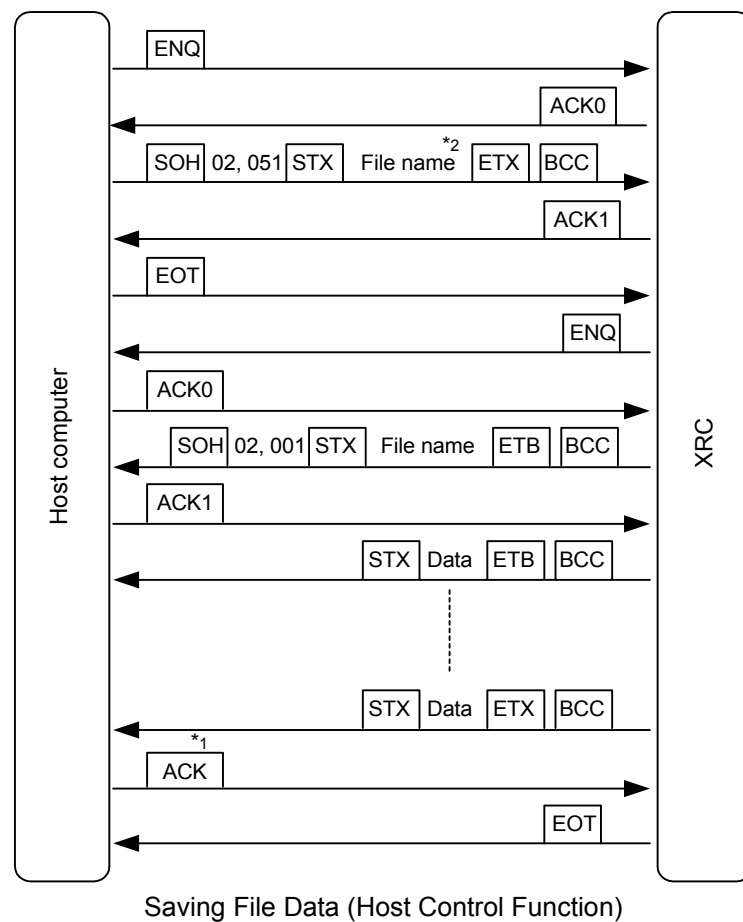 ENQ
ACK0
SOH 02, 051 STX File name *2 ETX BCC
ACK1
EOT
ENQ
ACK0
SOH 02, 001 STX File name ETB BCC
ACK1
STX Data ETB BCC
STX Data ETX BCC
*1
ACK
EOT
Host computer
XRC
Saving File Data (Host Control Function)